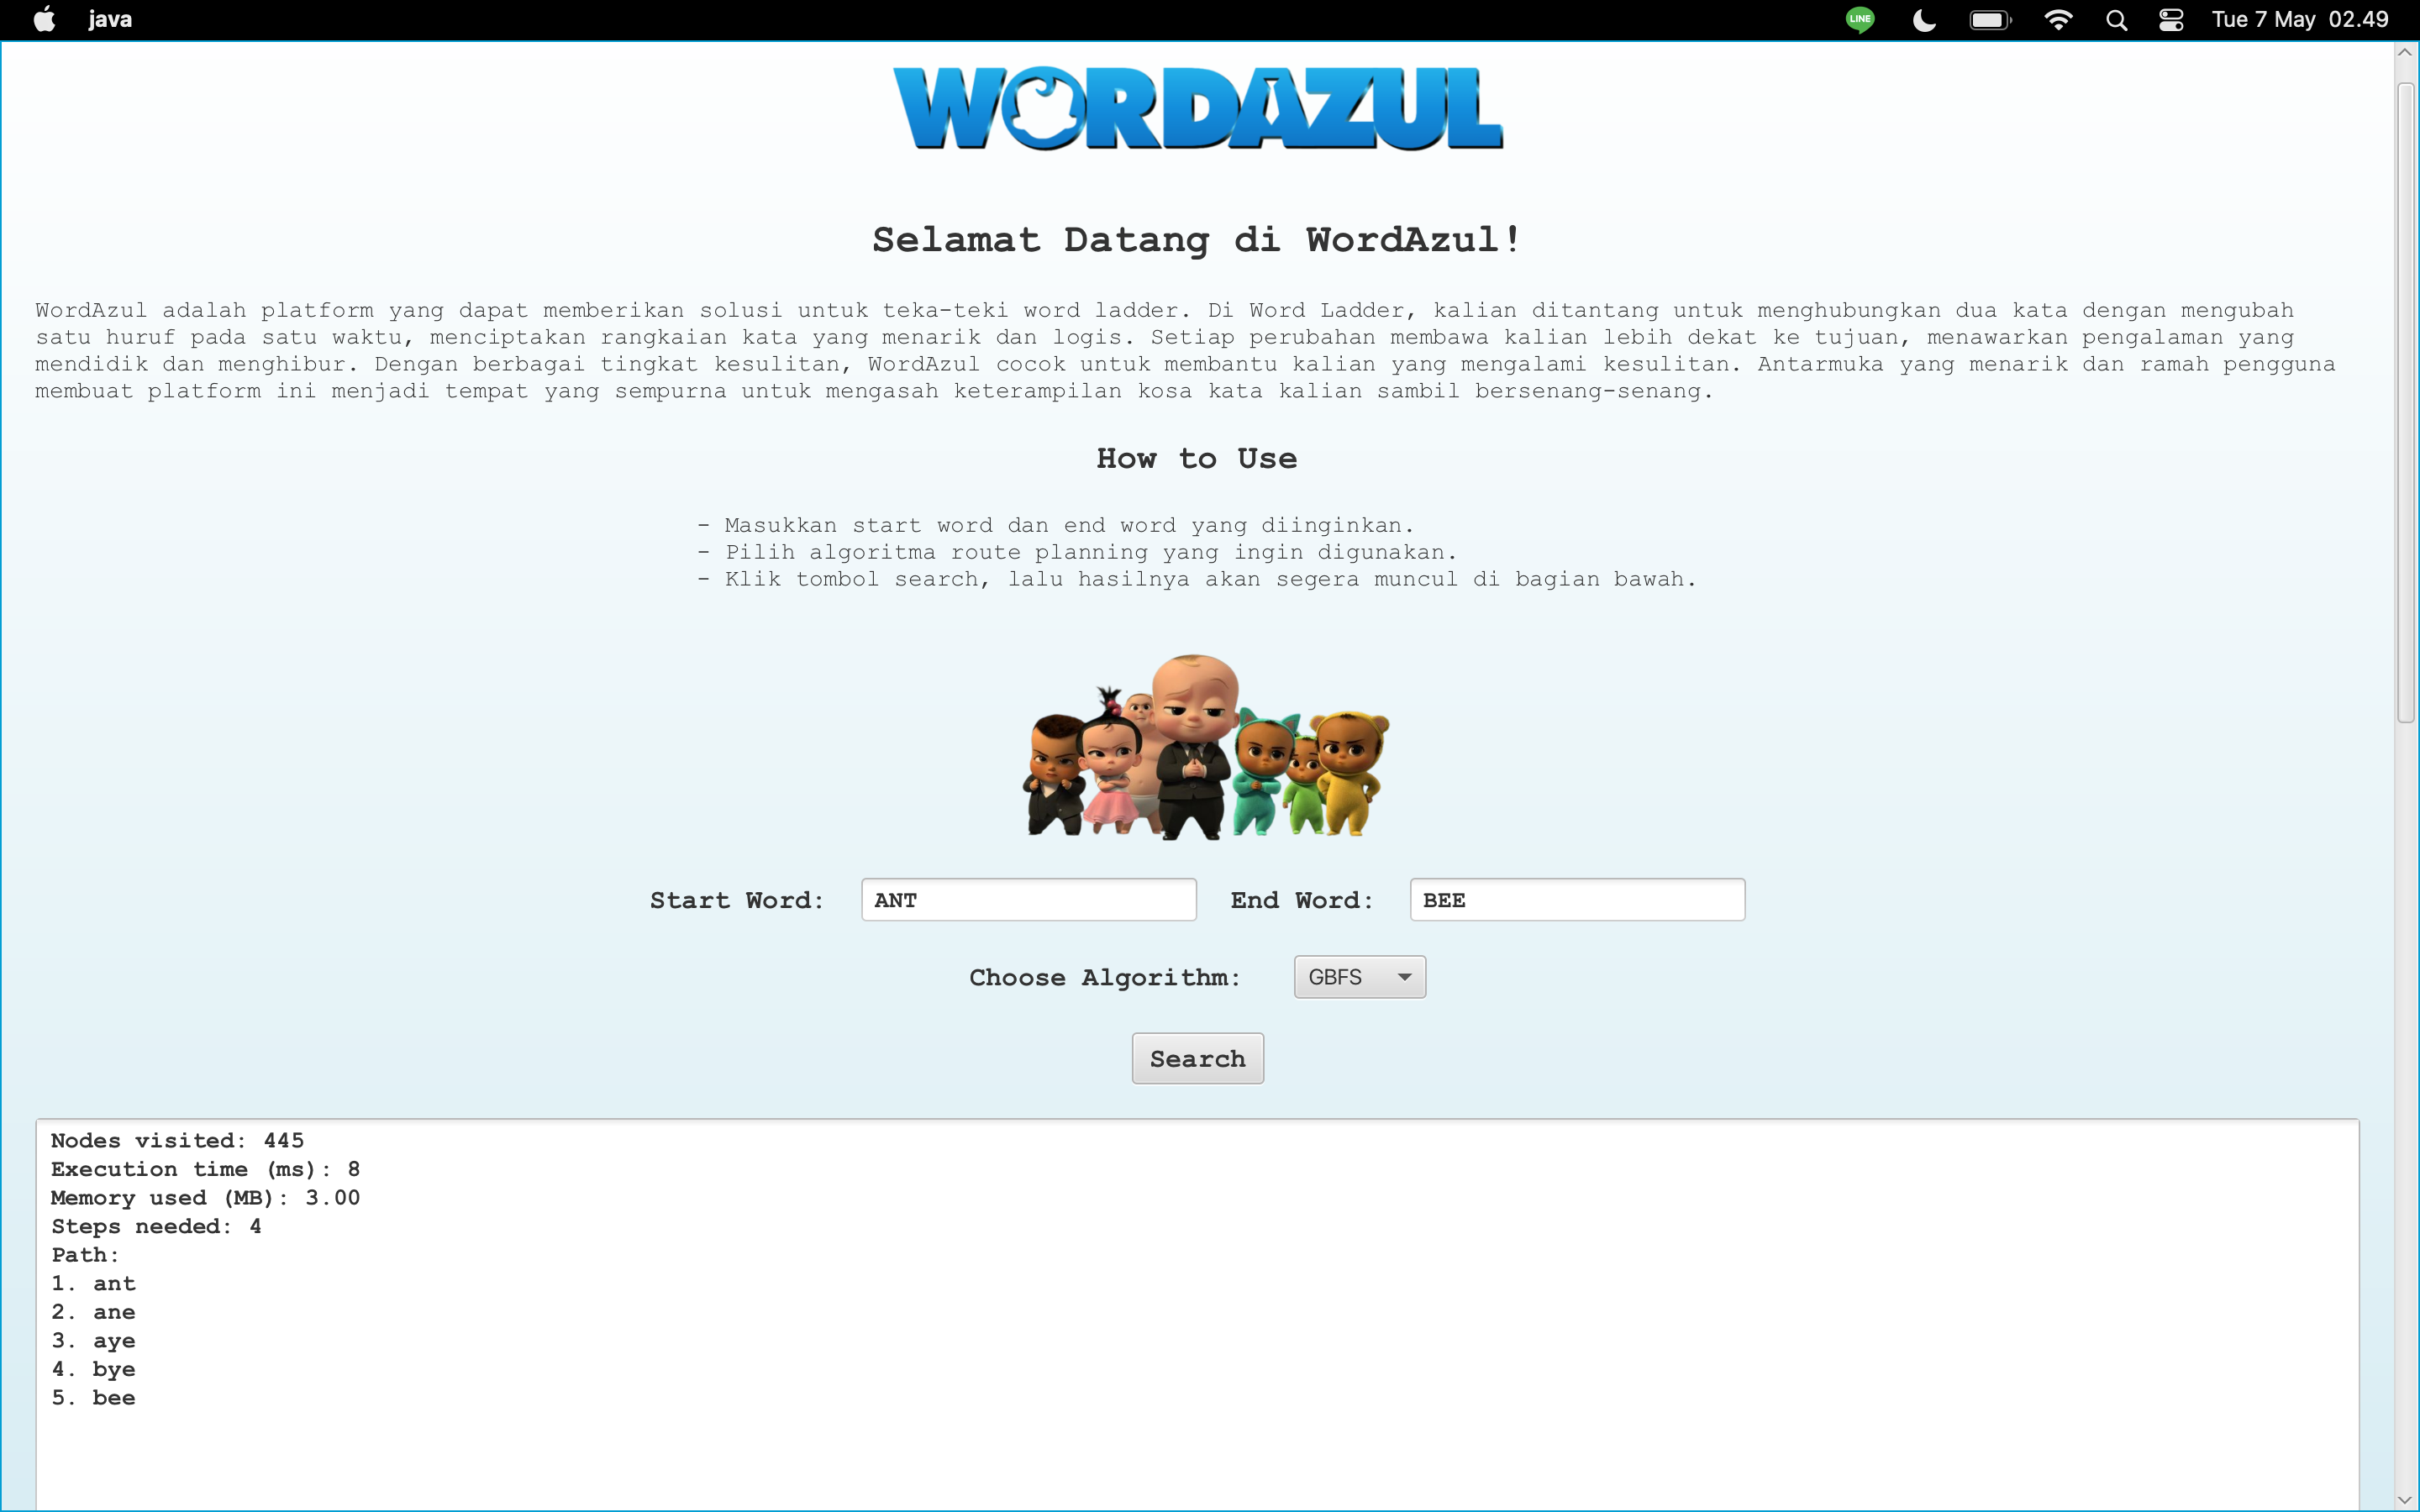 java
LINE
Tue 7 May 02.49
WORDAZUL
Selamat Datang di WordAzul!
WordAzul adalah platform yang dapat memberikan solusi untuk teka-teki word ladder. Di Word Ladder, kalian ditantang untuk menghubungkan dua kata dengan mengubah
satu huruf pada satu waktu, menciptakan rangkaian kata yang menarik dan logis. Setiap perubahan membawa kalian lebih dekat ke tujuan, menawarkan pengalaman yang
mendidik dan menghibur. Dengan berbagai tingkat kesulitan, WordAzul cocok untuk membantu kalian yang mengalami kesulitan. Antarmuka yang menarik dan ramah pengguna
membuat platform ini menjadi tempat yang sempurna untuk mengasah keterampilan kosa kata kalian sambil bersenang-senang.
How to Use
- Masukkan start word dan end word yang diinginkan.
- Pilih algoritma route planning yang ingin digunakan.
- Klik tombol search, lalu hasilnya akan segera muncul di bagian bawah.
Start Word: ANT End Word: BEE
Choose Algorithm: GBFS
Search
Nodes visited: 445
Execution time (ms): 8
Memory used (MB): 3.00
Steps needed: 4
Path:
1. ant
2. ane
3. aye
4. bye
5. bee